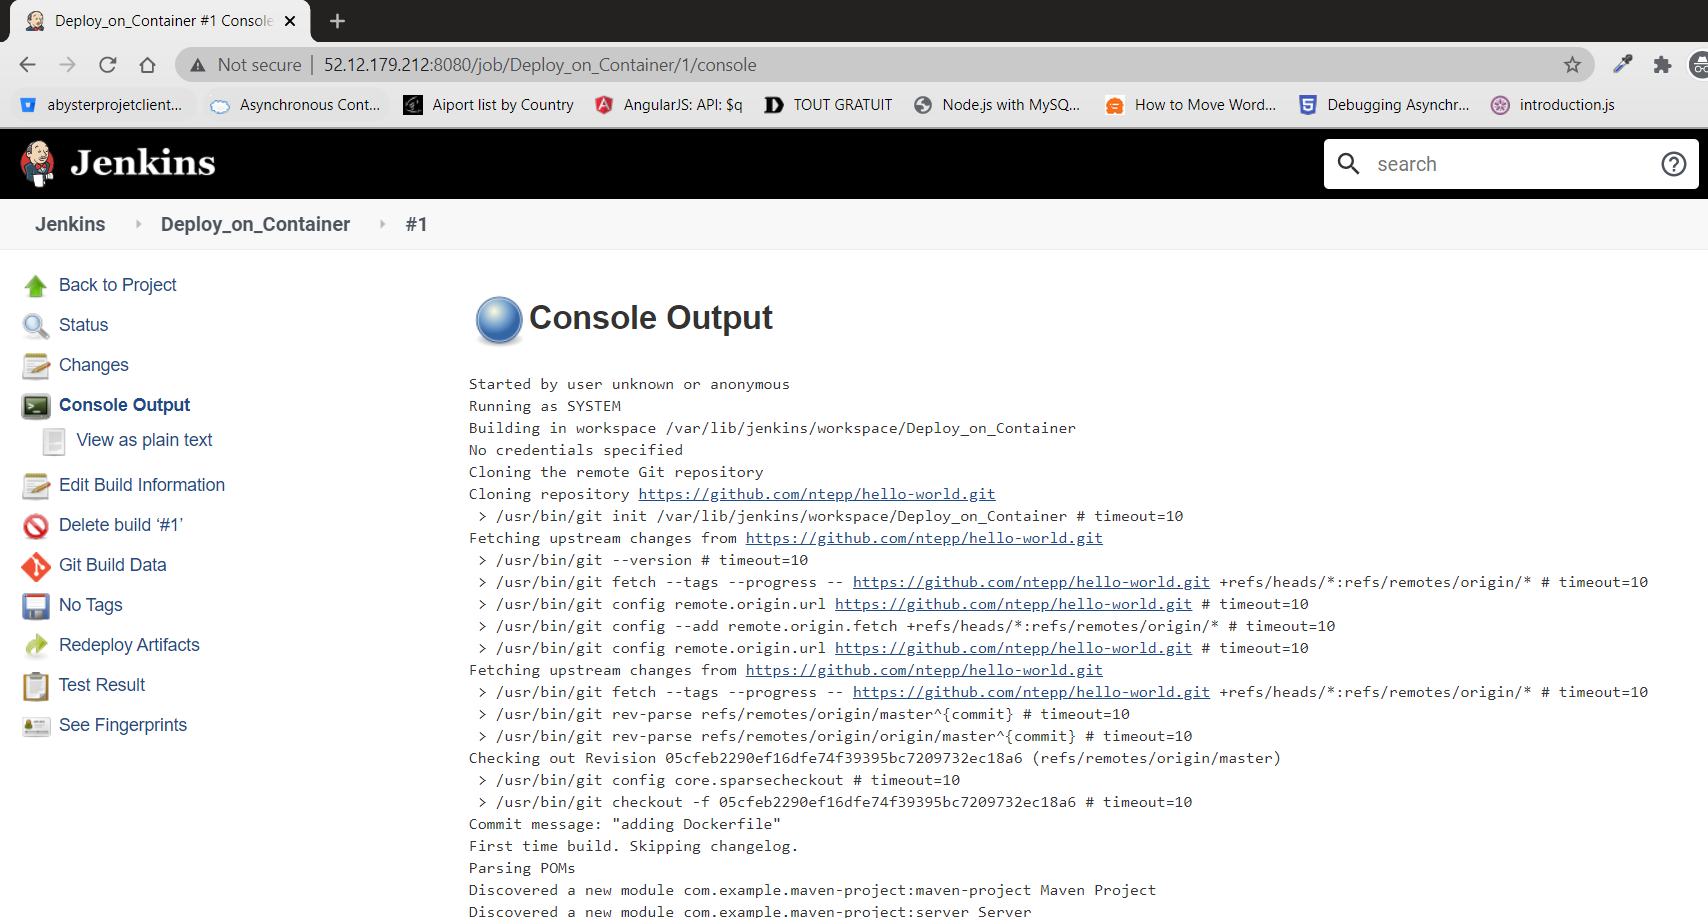 Deploy_on_Container #1 Console
Not secure | 52.12.179.212:8080/job/Deploy_on_Container/1/console
abysterprojetclient... Asynchronous Cont... Aiport list by Country AngularJS: API: $q TOUT GRATUIT Node.js with MySQ... How to Move Word... Debugging Asynchr... introduction.js
Jenkins search
Jenkins Deploy_on_Container #1
Back to Project
Status
Changes
Console Output
View as plain text
Edit Build Information
Delete build ‘#1’
Git Build Data
No Tags
Redeploy Artifacts
Test Result
See Fingerprints
Console Output
Started by user unknown or anonymous
Running as SYSTEM
Building in workspace /var/lib/jenkins/workspace/Deploy_on_Container
No credentials specified
Cloning the remote Git repository
Cloning repository https://github.com/ntepp/hello-world.git
> /usr/bin/git init /var/lib/jenkins/workspace/Deploy_on_Container # timeout=10
Fetching upstream changes from https://github.com/ntepp/hello-world.git
> /usr/bin/git --version # timeout=10
> /usr/bin/git fetch --tags --progress -- https://github.com/ntepp/hello-world.git +refs/heads/*:refs/remotes/origin/* # timeout=10
> /usr/bin/git config remote.origin.url https://github.com/ntepp/hello-world.git # timeout=10
> /usr/bin/git config --add remote.origin.fetch +refs/heads/*:refs/remotes/origin/* # timeout=10
> /usr/bin/git config remote.origin.url https://github.com/ntepp/hello-world.git # timeout=10
Fetching upstream changes from https://github.com/ntepp/hello-world.git
> /usr/bin/git fetch --tags --progress -- https://github.com/ntepp/hello-world.git +refs/heads/*:refs/remotes/origin/* # timeout=10
> /usr/bin/git rev-parse refs/remotes/origin/master^{commit} # timeout=10
> /usr/bin/git rev-parse refs/remotes/origin/origin/master^{commit} # timeout=10
Checking out Revision 05cfeb2290ef16dfe74f39395bc7209732ec18a6 (refs/remotes/origin/master)
> /usr/bin/git config core.sparsecheckout # timeout=10
> /usr/bin/git checkout -f 05cfeb2290ef16dfe74f39395bc7209732ec18a6 # timeout=10
Commit message: "adding Dockerfile"
First time build. Skipping changelog.
Parsing POMs
Discovered a new module com.example.maven-project:maven-project Maven Project
Discovered a new module com.example.maven-project:server Server